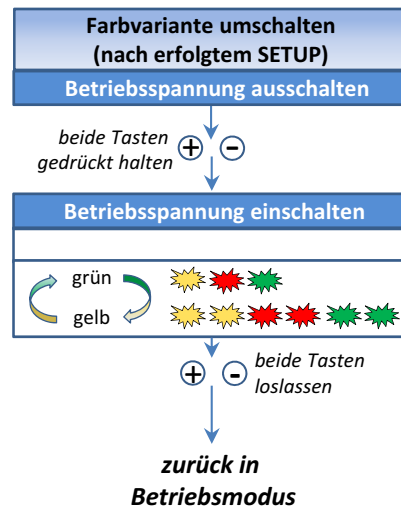 Farbvariante umschalten
(nach erfolgtem SETUP)
Betriebsspannung ausschalten
beide Tasten
gedrückt halten
+ -
Betriebsspannung einschalten
grün
gelb
+ -
beide Tasten
loslassen
zurück in
Betriebsmodus